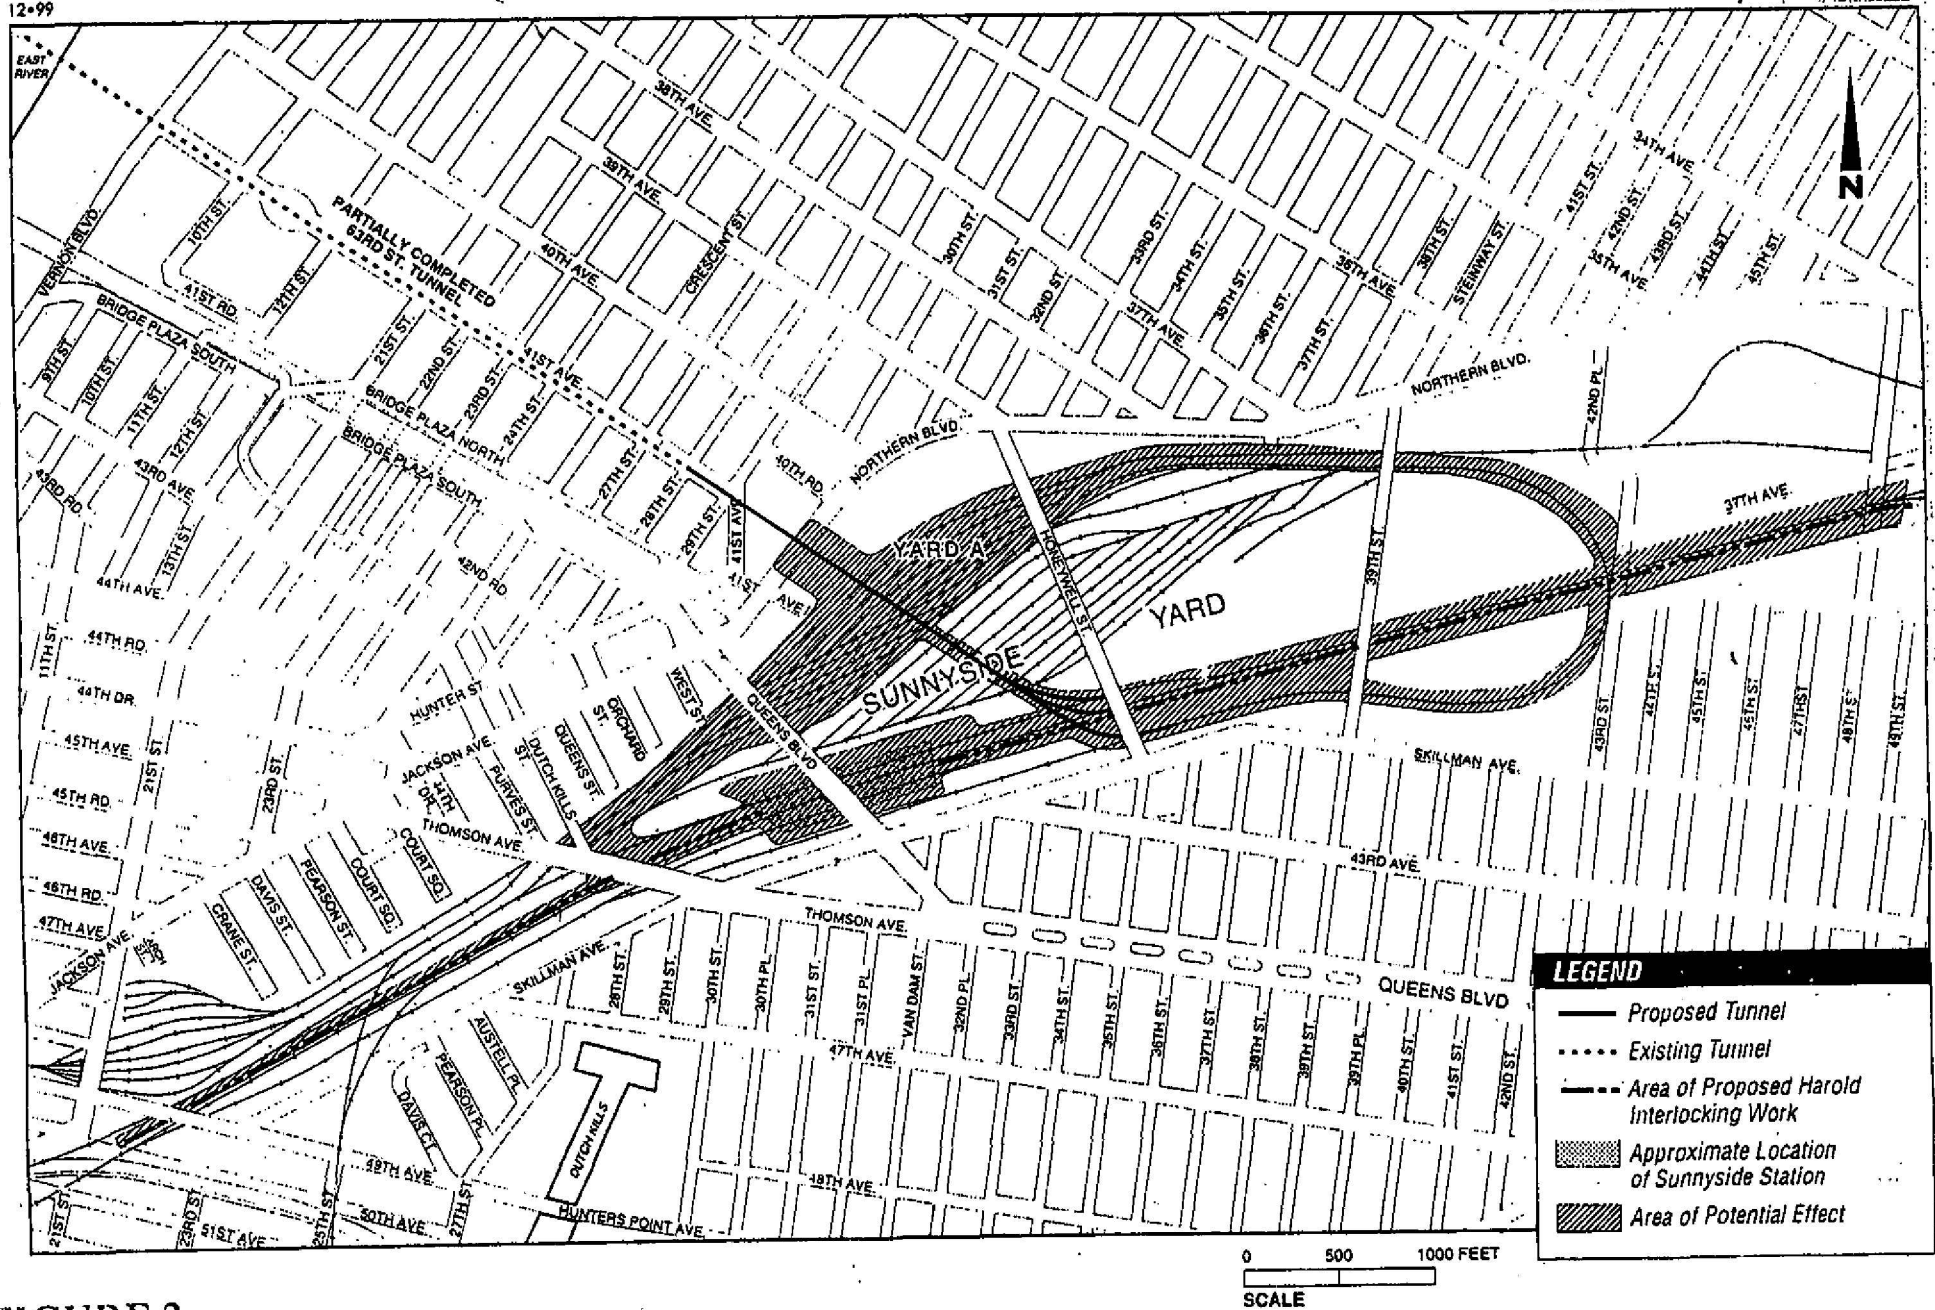 12•99
EAST
RIVER
38TH AVE.
39TH AVE.
40TH AVE.
41ST AVE.
PARTIALLY COMPLETED
63RD ST. TUNNEL
VERNON BLVD.
10TH ST.
41ST RD.
12TH ST.
CRESCENT ST.
30TH ST.
31ST ST.
32ND ST.
33RD ST.
34TH ST.
35TH ST.
36TH ST.
37TH ST.
37TH AVE.
36TH AVE.
38TH ST.
STEINWAY ST.
34TH AVE.
35TH AVE.
41ST ST.
42ND ST.
43RD ST.
44TH ST.
45TH ST.
N
BRIDGE PLAZA SOUTH
9TH ST.
10TH ST.
11TH ST.
12TH ST.
21ST ST.
22ND ST.
23RD ST.
24TH ST.
BRIDGE PLAZA NORTH
BRIDGE PLAZA SOUTH
27TH ST.
28TH ST.
29TH ST.
41ST AVE.
41ST AVE.
40TH RD.
NORTHERN BLVD.
NORTHERN BLVD.
42ND PL.
37TH AVE.
43RD AVE.
43RD RD.
13TH ST.
42ND RD.
YARD A
HONEYWELL ST.
39TH ST.
SUNNYSIDE
YARD
44TH AVE.
44TH RD.
44TH DR.
11TH ST.
45TH AVE.
45TH RD.
46TH AVE.
46TH RD.
47TH AVE.
21ST ST.
23RD ST.
HUNTER ST.
JACKSON AVE.
44TH
DR.
PURVES ST.
DUTCH KILLS
ST.
QUEENS ST.
ORCHARD
ST.
WEST ST.
QUEENS BLVD
THOMSON AVE.
43RD ST.
44TH ST.
45TH ST.
46TH ST.
47TH ST
48TH ST.
49TH ST.
SKILLMAN AVE.
43RD AVE.
COURT SQ.
COURT SQ.
PEARSON ST.
DAVIS ST.
CRANE ST.
ARCH
ST.
JACKSON AVE.
SKILLMAN AVE.
THOMSON AVE.
QUEENS BLVD
28TH ST.
29TH ST.
30TH ST.
30TH PL.
31ST ST.
31ST PL.
VAN DAM ST.
32ND PL.
33RD ST.
34TH ST.
35TH ST.
36TH ST.
37TH ST.
38TH ST.
39TH ST.
39TH PL.
40TH ST.
41ST ST.
42ND ST.
47TH AVE.
AUSTELL PL.
PEARSON PL.
DAVIS CT.
DUTCH KILLS
49TH AVE.
48TH AVE.
50TH AVE.
51ST AVE.
21ST ST.
23RD ST.
25TH ST.
27TH ST.
HUNTERS POINT AVE.
LEGEND
Proposed Tunnel
Existing Tunnel
Area of Proposed Harold
Interlocking Work
Approximate Location
of Sunnyside Station
Area of Potential Effect
0 500 1000 FEET
SCALE